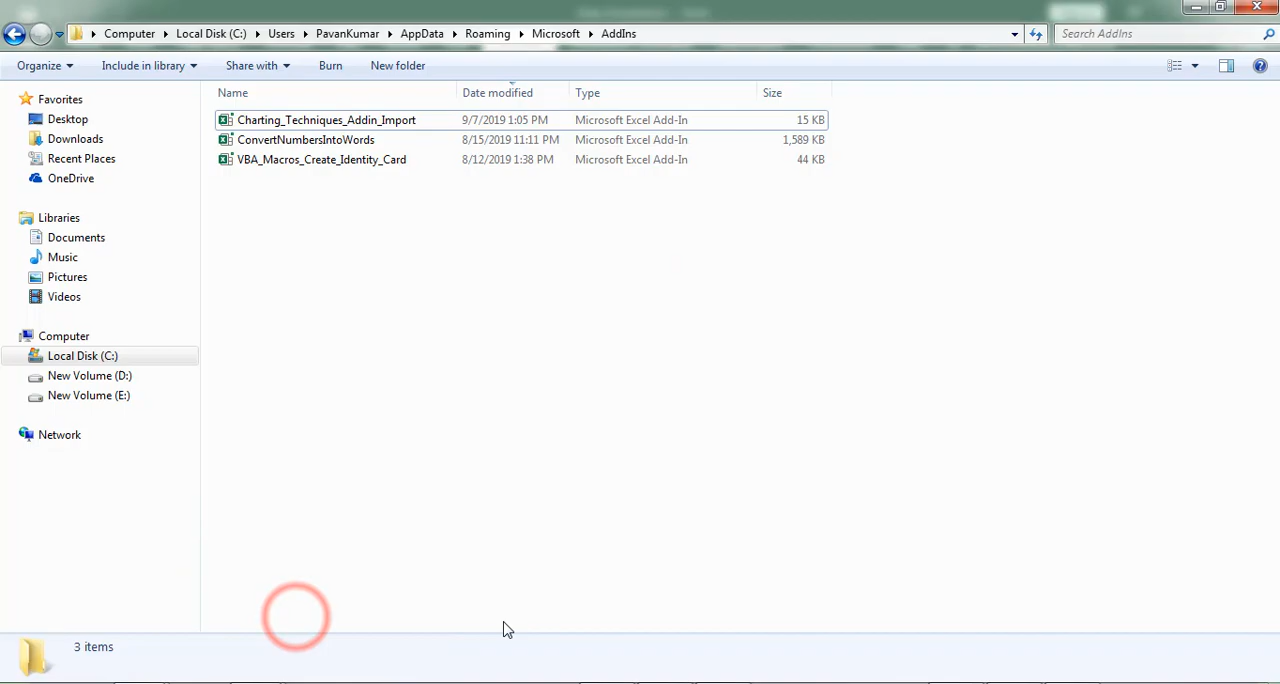 Computer Local Disk (C:) Users PavanKumar AppData Roaming Microsoft AddIns Search AddIns
Organize Include in library Share with Burn New folder
Name Date modified Type Size
Favorites
Desktop
Downloads
Recent Places
OneDrive
Libraries
Documents
Music
Pictures
Videos
Computer
Local Disk (C:)
New Volume (D:)
New Volume (E:)
Network
Charting_Techniques_Addin_Import 9/7/2019 1:05 PM Microsoft Excel Add-In 15 KB
ConvertNumbersIntoWords 8/15/2019 11:11 PM Microsoft Excel Add-In 1,589 KB
VBA_Macros_Create_Identity_Card 8/12/2019 1:38 PM Microsoft Excel Add-In 44 KB
3 items